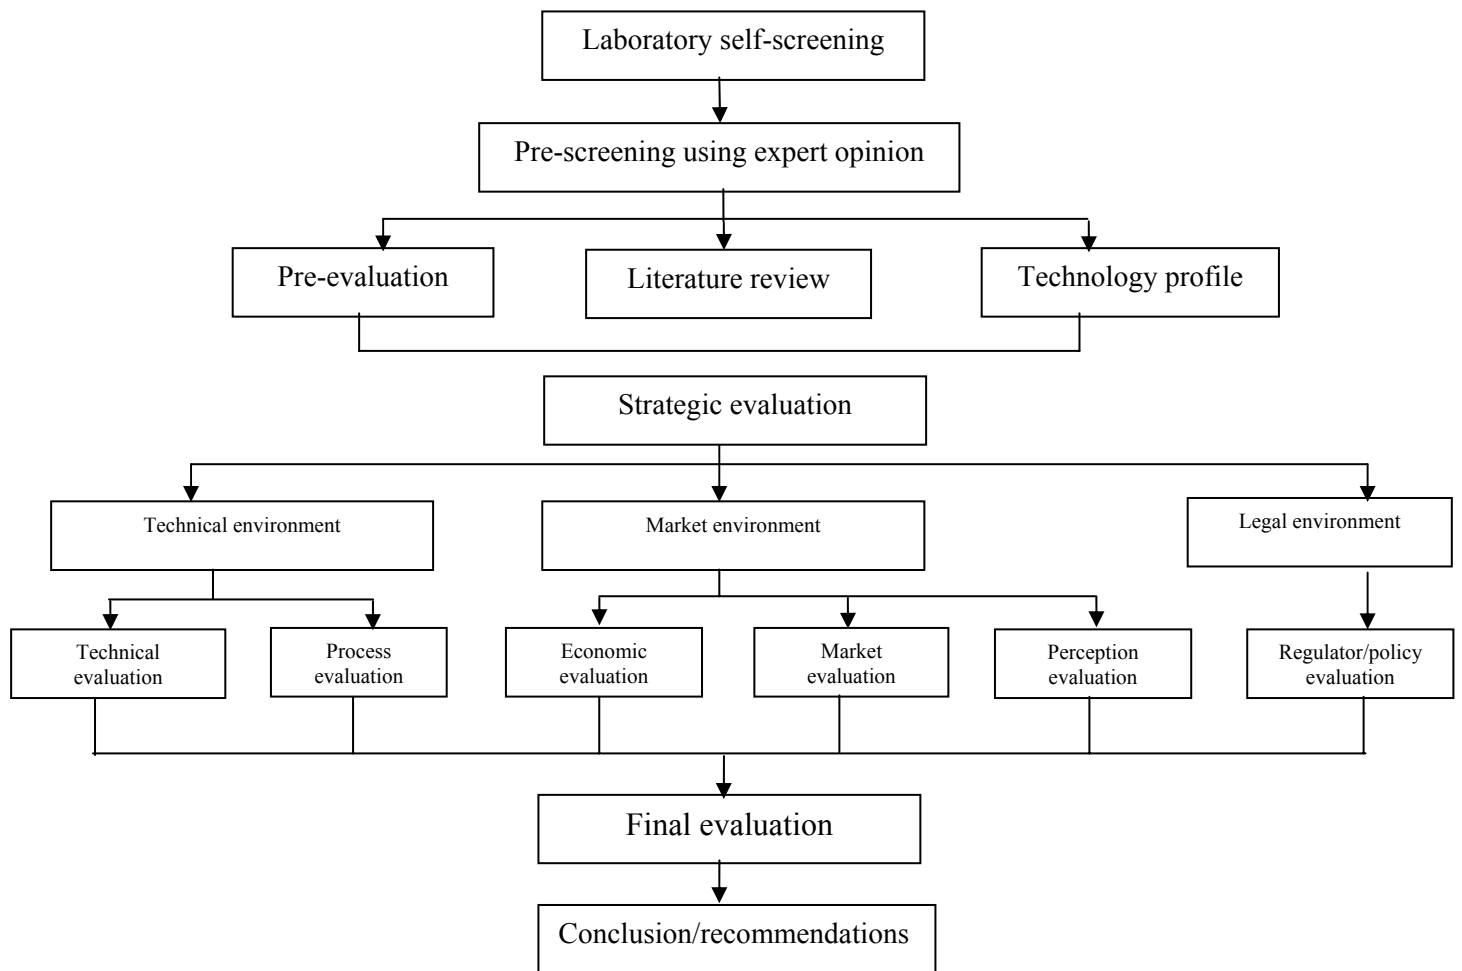 Laboratory self-screening
Pre-screening using expert opinion
Pre-evaluation
Literature review
Technology profile
Strategic evaluation
Technical environment
Market environment
Legal environment
Technical
evaluation
Process
evaluation
Economic
evaluation
Market
evaluation
Perception
evaluation
Regulator/policy
evaluation
Final evaluation
Conclusion/recommendations